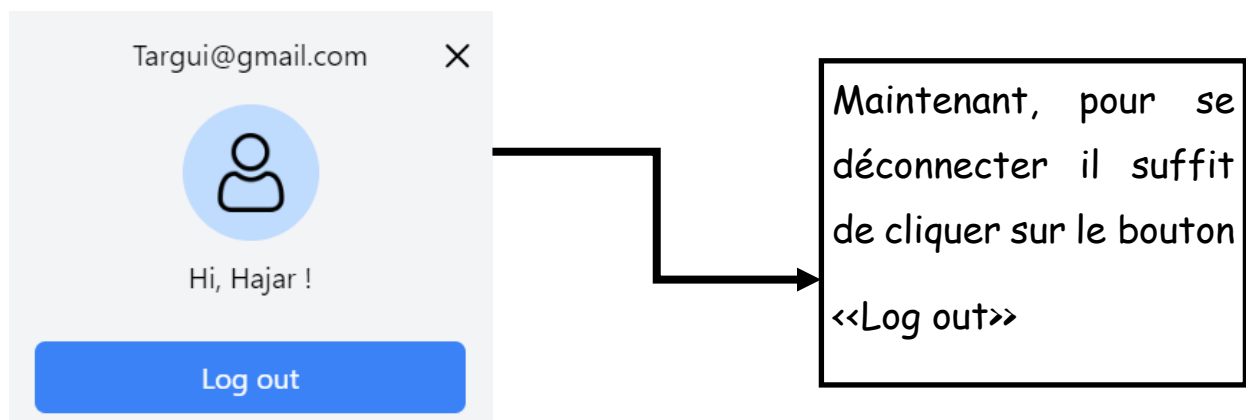 Targui@gmail.com
Hi, Hajar !
Log out
Maintenant, pour se
déconnecter il suffit
de cliquer sur le bouton
<<Log out>>